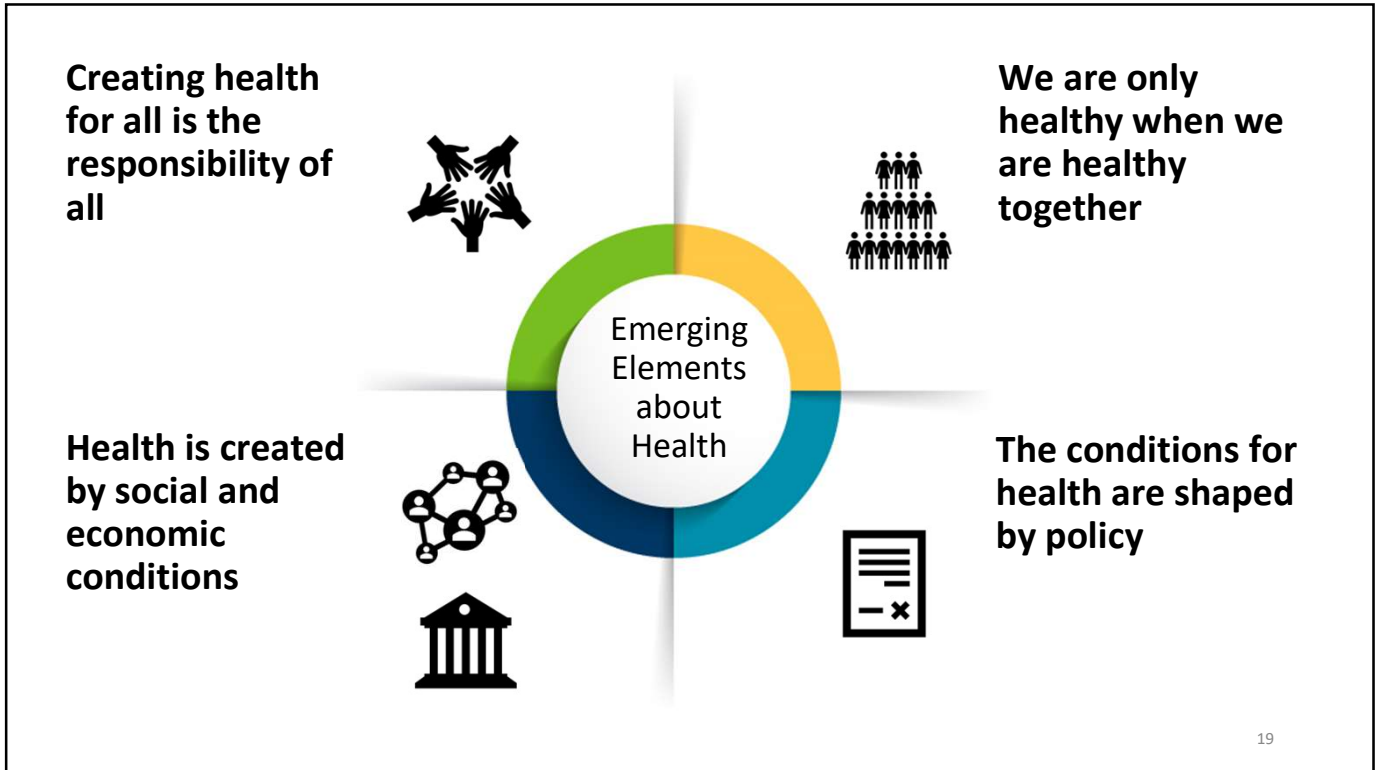 Creating health
for all is the
responsibility of
all
We are only
healthy when we
are healthy
together
Emerging
Elements
about
Health
Health is created
by social and
economic
conditions
The conditions for
health are shaped
by policy
19